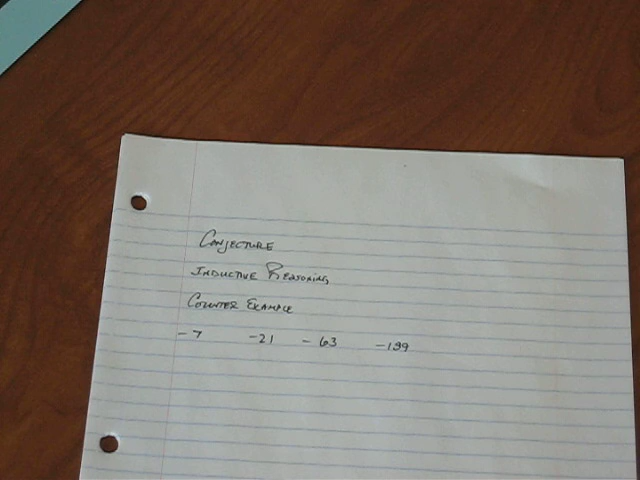 Conjecture
Inductive Reasoning
Counter Example
-7 -21 -63 -189